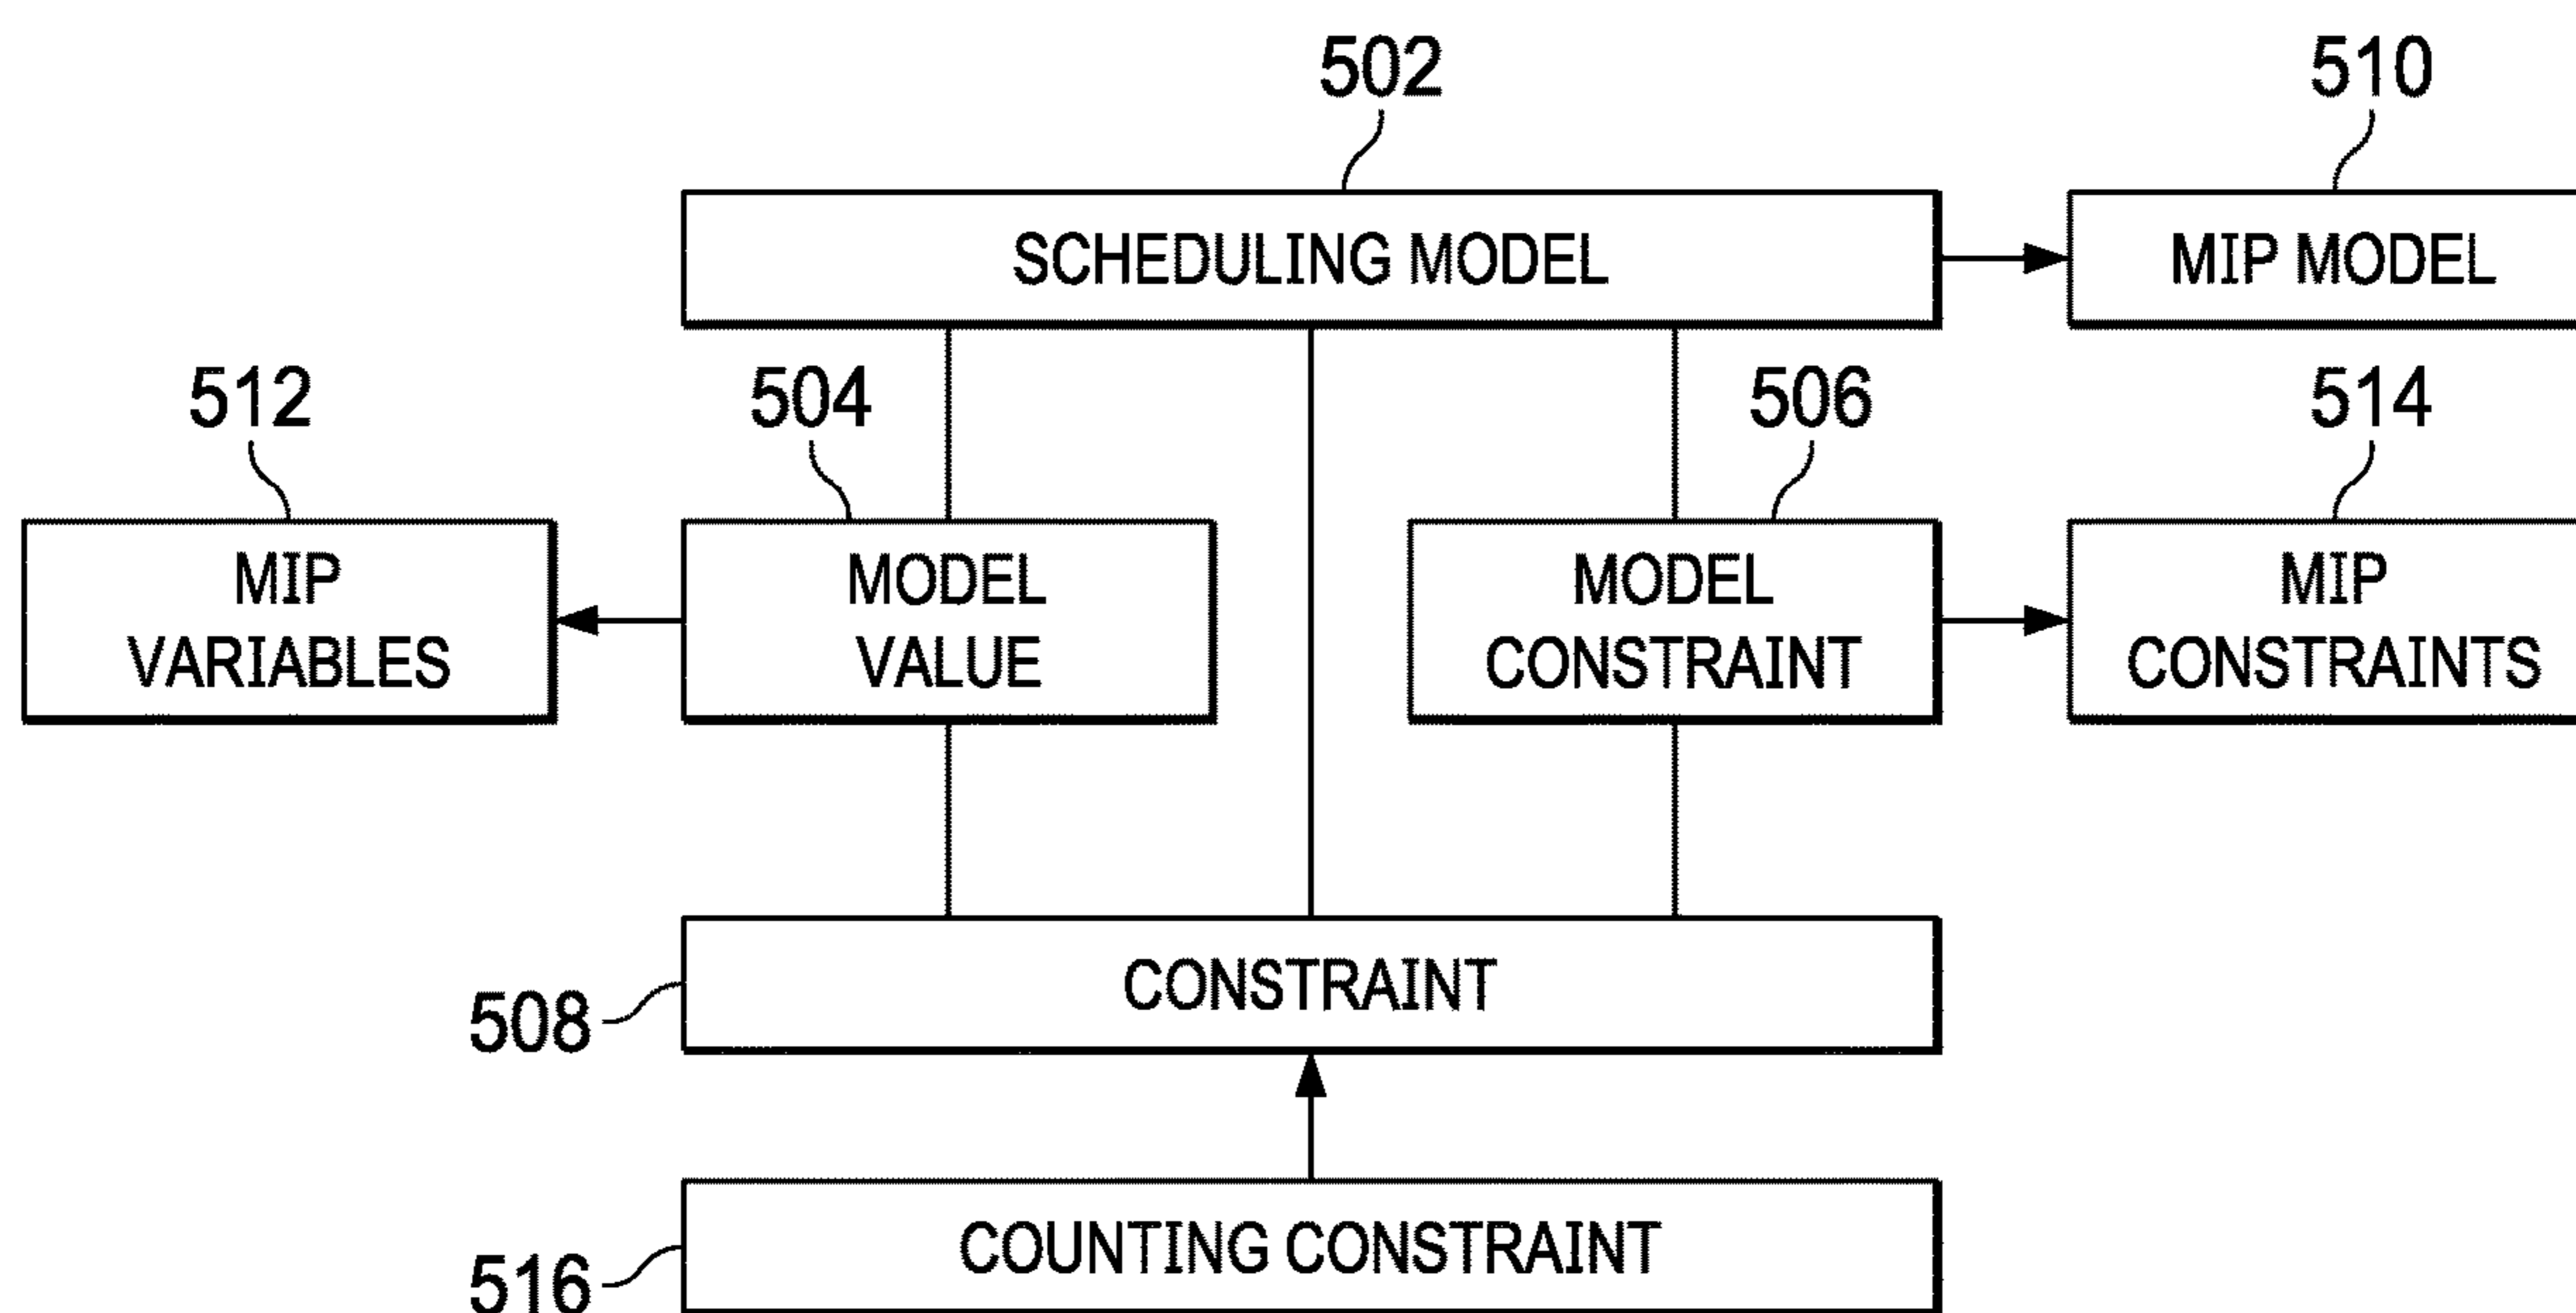 502
510
SCHEDULING MODEL
MIP MODEL
512
504
506
514
MIP
VARIABLES
MODEL
VALUE
MODEL
CONSTRAINT
MIP
CONSTRAINTS
CONSTRAINT
508
COUNTING CONSTRAINT
516